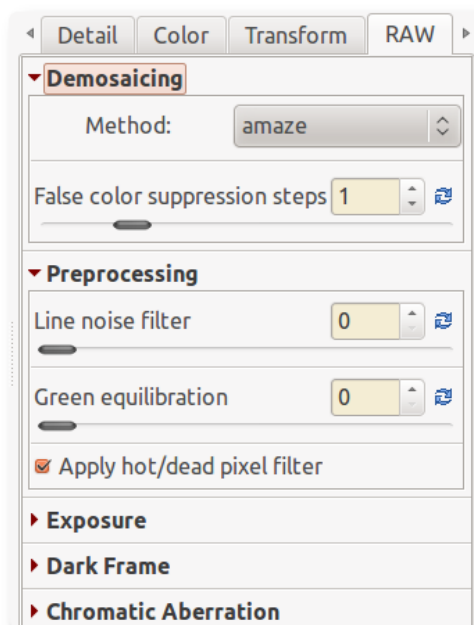 Detail Color Transform RAW
Demosaicing
Method: amaze
False color suppression steps 1
Preprocessing
Line noise filter 0
Green equilibration 0
Apply hot/dead pixel filter
Exposure
Dark Frame
Chromatic Aberration